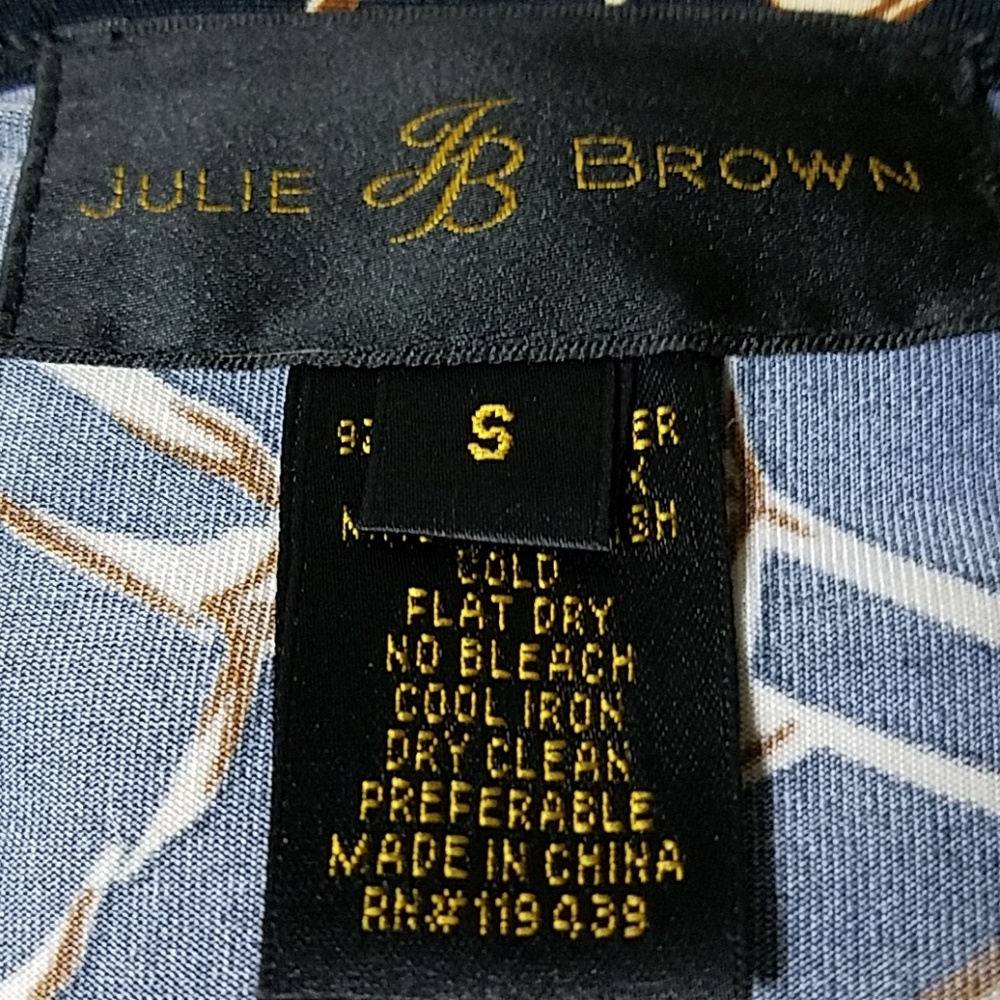 JULIE JB BROWN
S
COLD
FLAT DRY
NO BLEACH
COOL IRON
DRY CLEAN
PREFERABLE
MADE IN CHINA
RN#119439